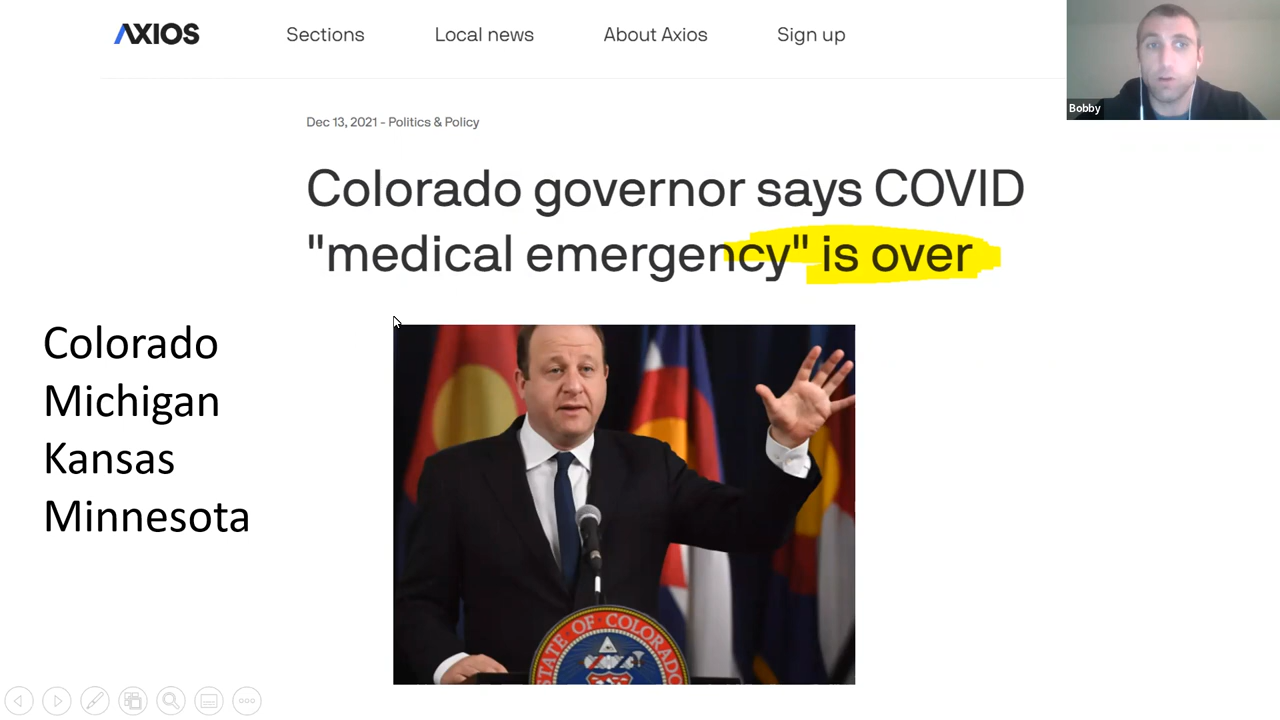 AXIOS
Sections
Local news
About Axios
Sign up
Bobby
Dec 13, 2021 - Politics & Policy
Colorado governor says COVID
"medical emergency" is over
Colorado
Michigan
Kansas
Minnesota
STATE OF COLORADO